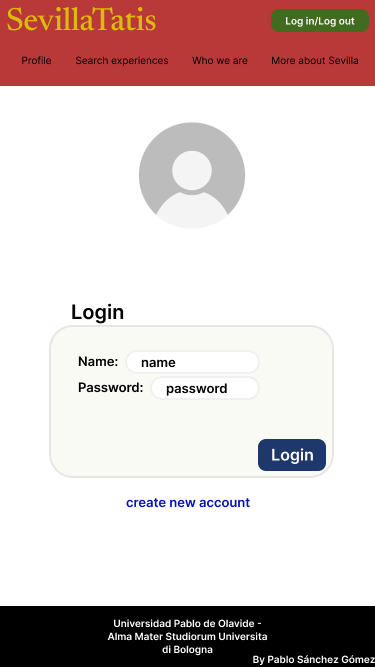 SevillaTatis
Log in/Log out
Profile Search experiences Who we are More about Sevilla
Login
Name: name
Password: password
Login
create new account
Universidad Pablo de Olavide -
Alma Mater Studiorum Universita
di Bologna
By Pablo Sánchez Gómez